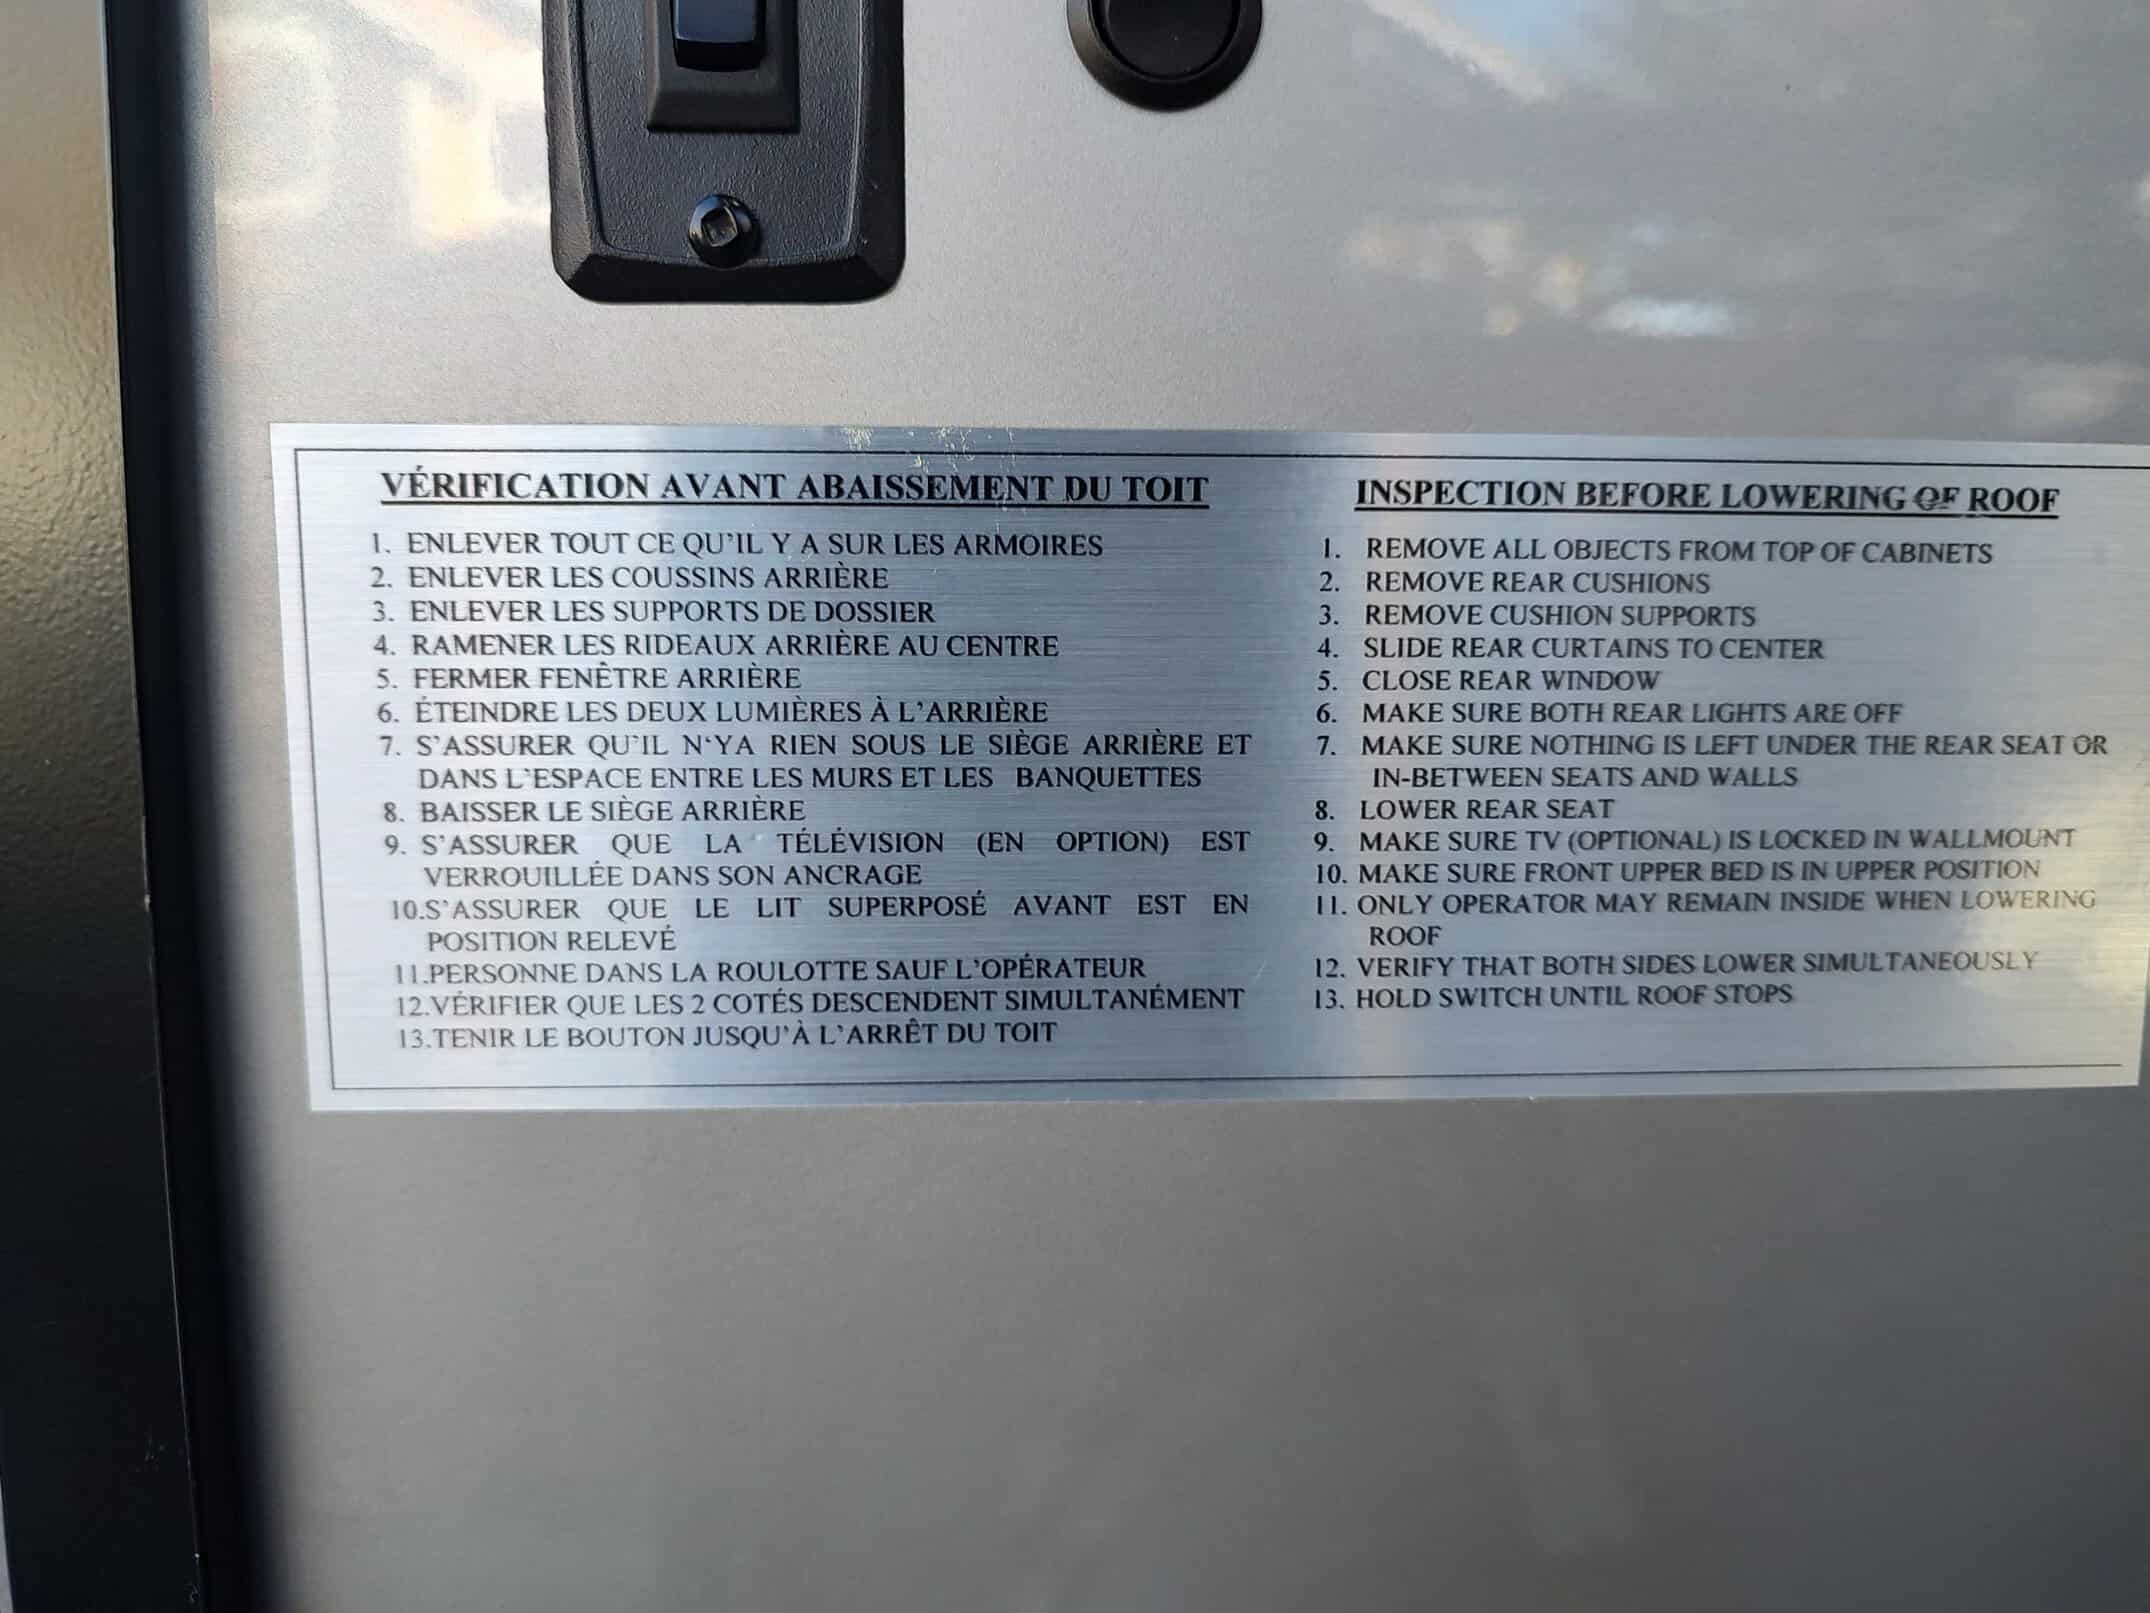 VÉRIFICATION AVANT ABAISSEMENT DU TOIT
1. ENLEVER TOUT CE QU'IL Y A SUR LES ARMOIRES
2. ENLEVER LES COUSSINS ARRIÈRE
3. ENLEVER LES SUPPORTS DE DOSSIER
4. RAMENER LES RIDEAUX ARRIÈRE AU CENTRE
5. FERMER FENÊTRE ARRIÈRE
6. ÉTEINDRE LES DEUX LUMIÈRES À L'ARRIÈRE
7. S'ASSURER QU'IL N'YA RIEN SOUS LE SIÈGE ARRIÈRE ET
DANS L'ESPACE ENTRE LES MURS ET LES BANQUETTES
8. BAISSER LE SIÈGE ARRIÈRE
9. S'ASSURER QUE LA TÉLÉVISION (EN OPTION) EST
VERROUILLÉE DANS SON ANCRAGE
10.S'ASSURER QUE LE LIT SUPERPOSÉ AVANT EST EN
POSITION RELEVÉ
11.PERSONNE DANS LA ROULOTTE SAUF L'OPÉRATEUR
12.VÉRIFIER QUE LES 2 COTÉS DESCENDENT SIMULTANÉMENT
13.TENIR LE BOUTON JUSQU'À L'ARRÊT DU TOIT
INSPECTION BEFORE LOWERING OF ROOF
1. REMOVE ALL OBJECTS FROM TOP OF CABINETS
2. REMOVE REAR CUSHIONS
3. REMOVE CUSHION SUPPORTS
4. SLIDE REAR CURTAINS TO CENTER
5. CLOSE REAR WINDOW
6. MAKE SURE BOTH REAR LIGHTS ARE OFF
7. MAKE SURE NOTHING IS LEFT UNDER THE REAR SEAT OR
IN-BETWEEN SEATS AND WALLS
8. LOWER REAR SEAT
9. MAKE SURE TV (OPTIONAL) IS LOCKED IN WALLMOUNT
10. MAKE SURE FRONT UPPER BED IS IN UPPER POSITION
11. ONLY OPERATOR MAY REMAIN INSIDE WHEN LOWERING
ROOF
12. VERIFY THAT BOTH SIDES LOWER SIMULTANEOUSLY
13. HOLD SWITCH UNTIL ROOF STOPS